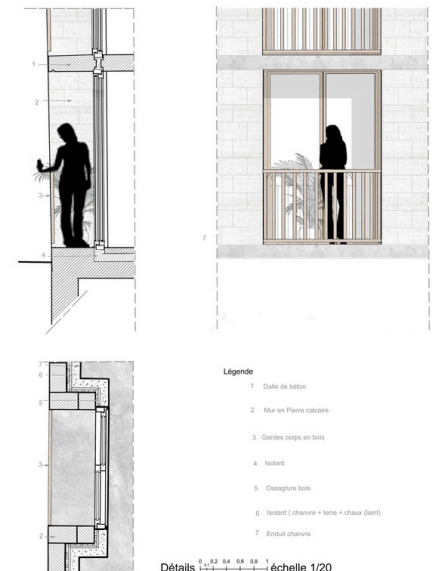 1
2
3
4
7
7
6
5
3
2
Légende
1 Dalle de béton
2 Mur en Pierre calcaire
3 Gardes corps en bois
4 Isolant
5 Ossagture bois
6 Isolant ( chanvre + terre + chaux (liant)
7 Enduit chanvre
Détails 0 0,1 0,2 0,4 0,6 0,8 1 échelle 1/20